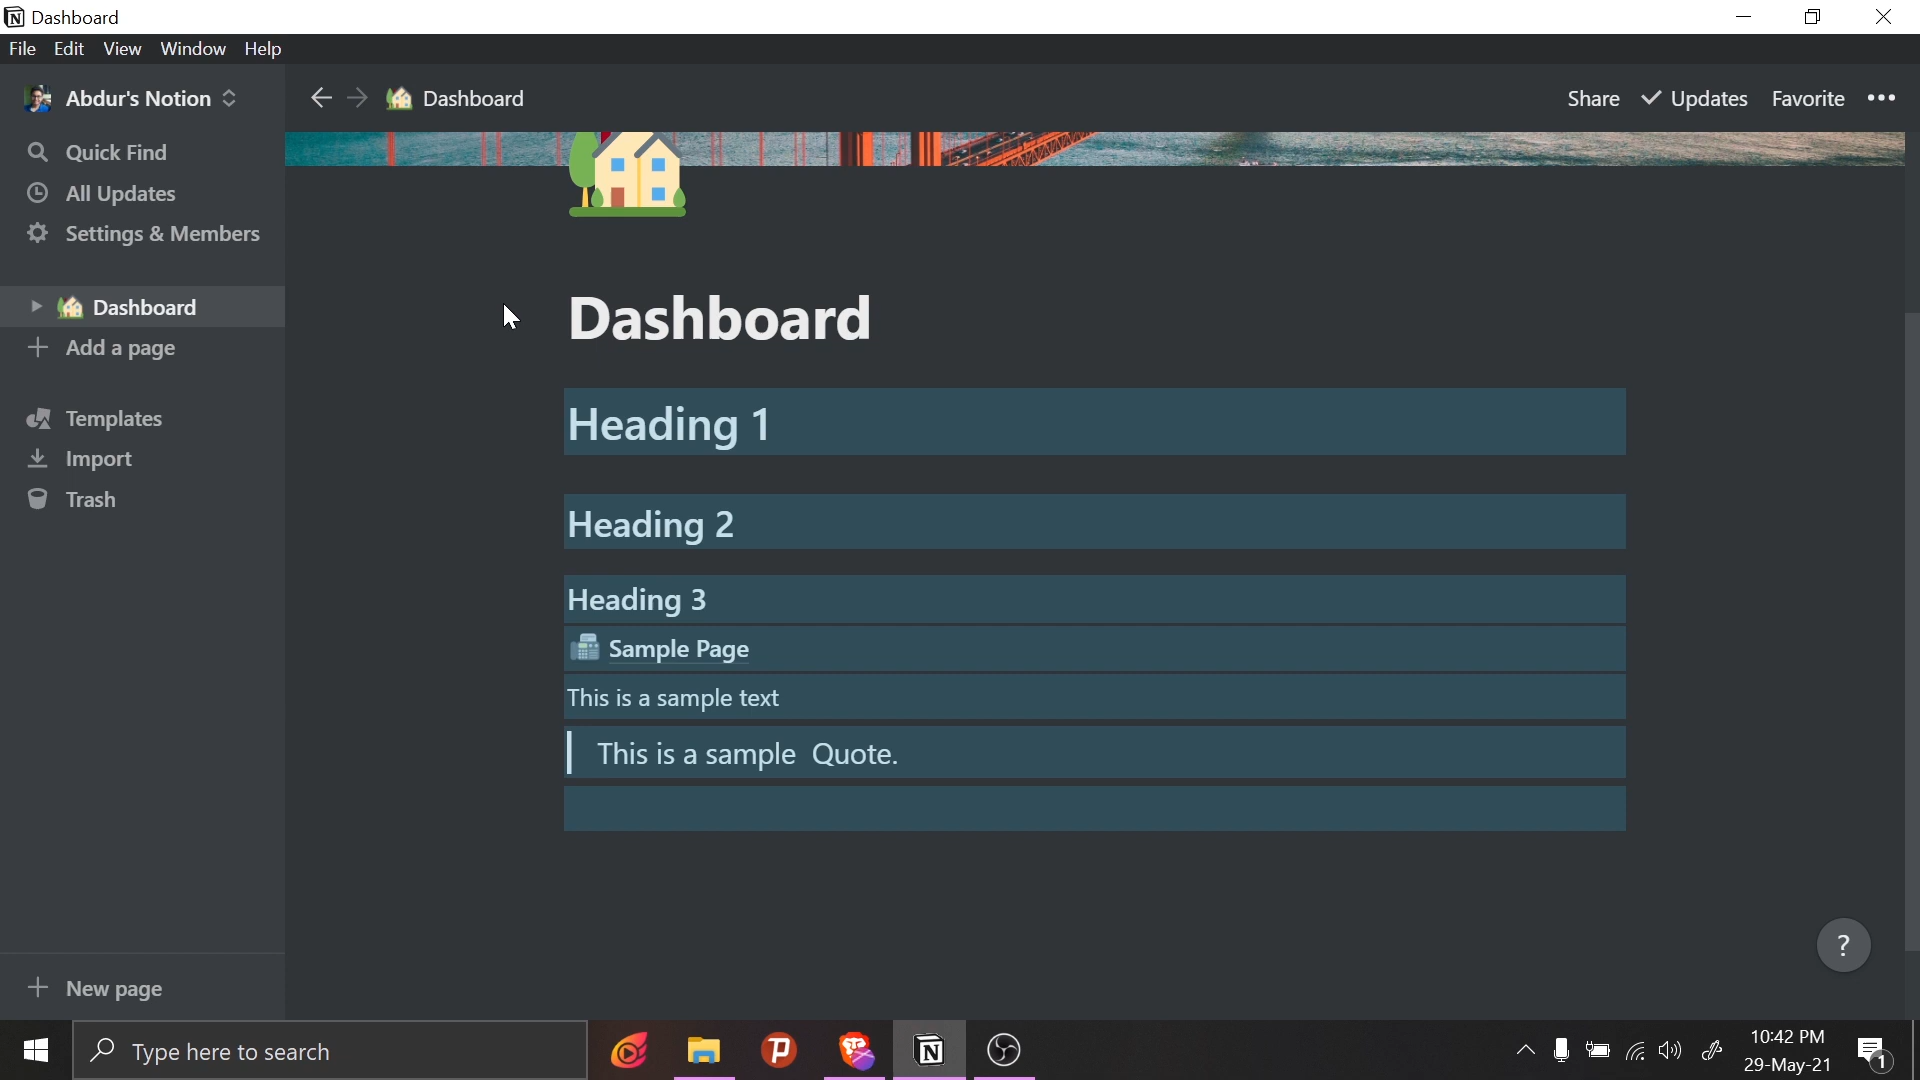 Dashboard
File Edit View Window Help
Abdur's Notion
Dashboard
Share Updates Favorite
Quick Find
All Updates
Settings & Members
Dashboard
Add a page
Templates
Import
Trash
New page
Dashboard
Heading 1
Heading 2
Heading 3
Sample Page
This is a sample text
This is a sample Quote.
?
Type here to search
10:42 PM
29-May-21
1